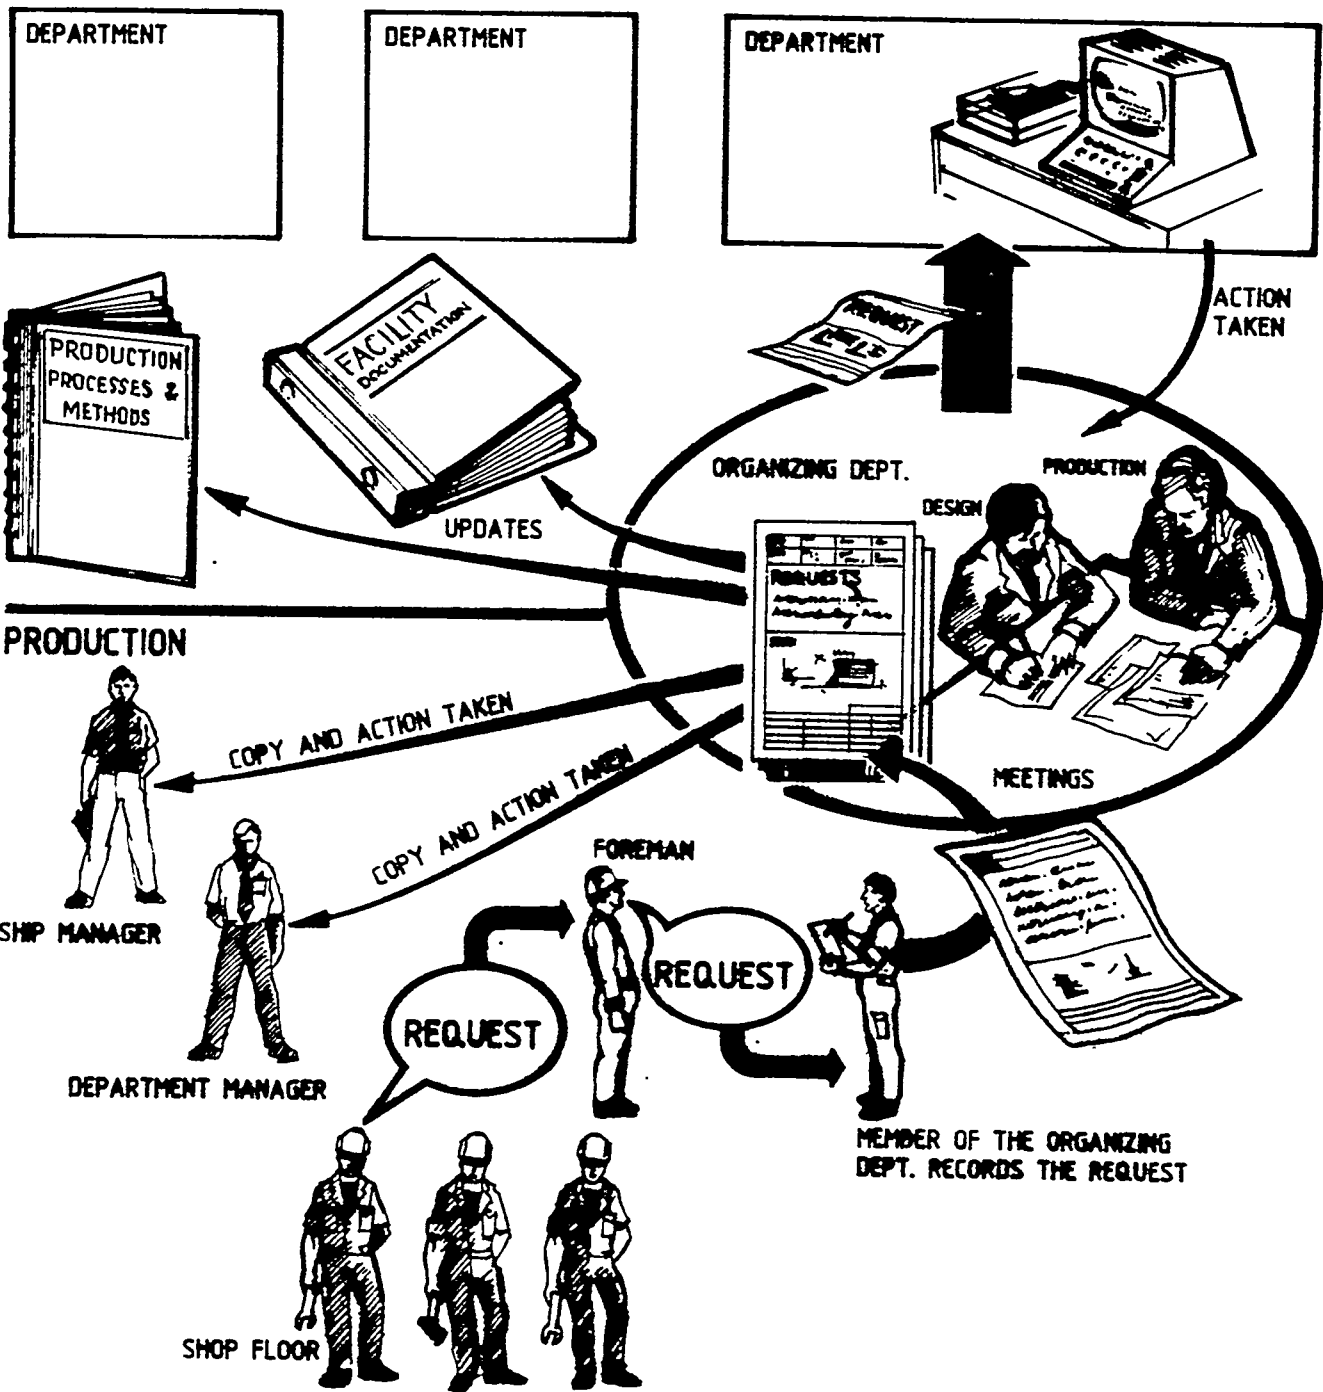 DEPARTMENT
DEPARTMENT
DEPARTMENT
ACTION
TAKEN
REQUEST
PRODUCTION
PROCESSES &
METHODS
FACILITY
DOCUMENTATION
UPDATES
ORGANIZING DEPT.
PRODUCTION
DESIGN
REQUESTS
MEETINGS
PRODUCTION
COPY AND ACTION TAKEN
COPY AND ACTION TAKEN
SHIP MANAGER
DEPARTMENT MANAGER
FOREMAN
REQUEST
REQUEST
MEMBER OF THE ORGANIZING
DEPT. RECORDS THE REQUEST
SHOP FLOOR